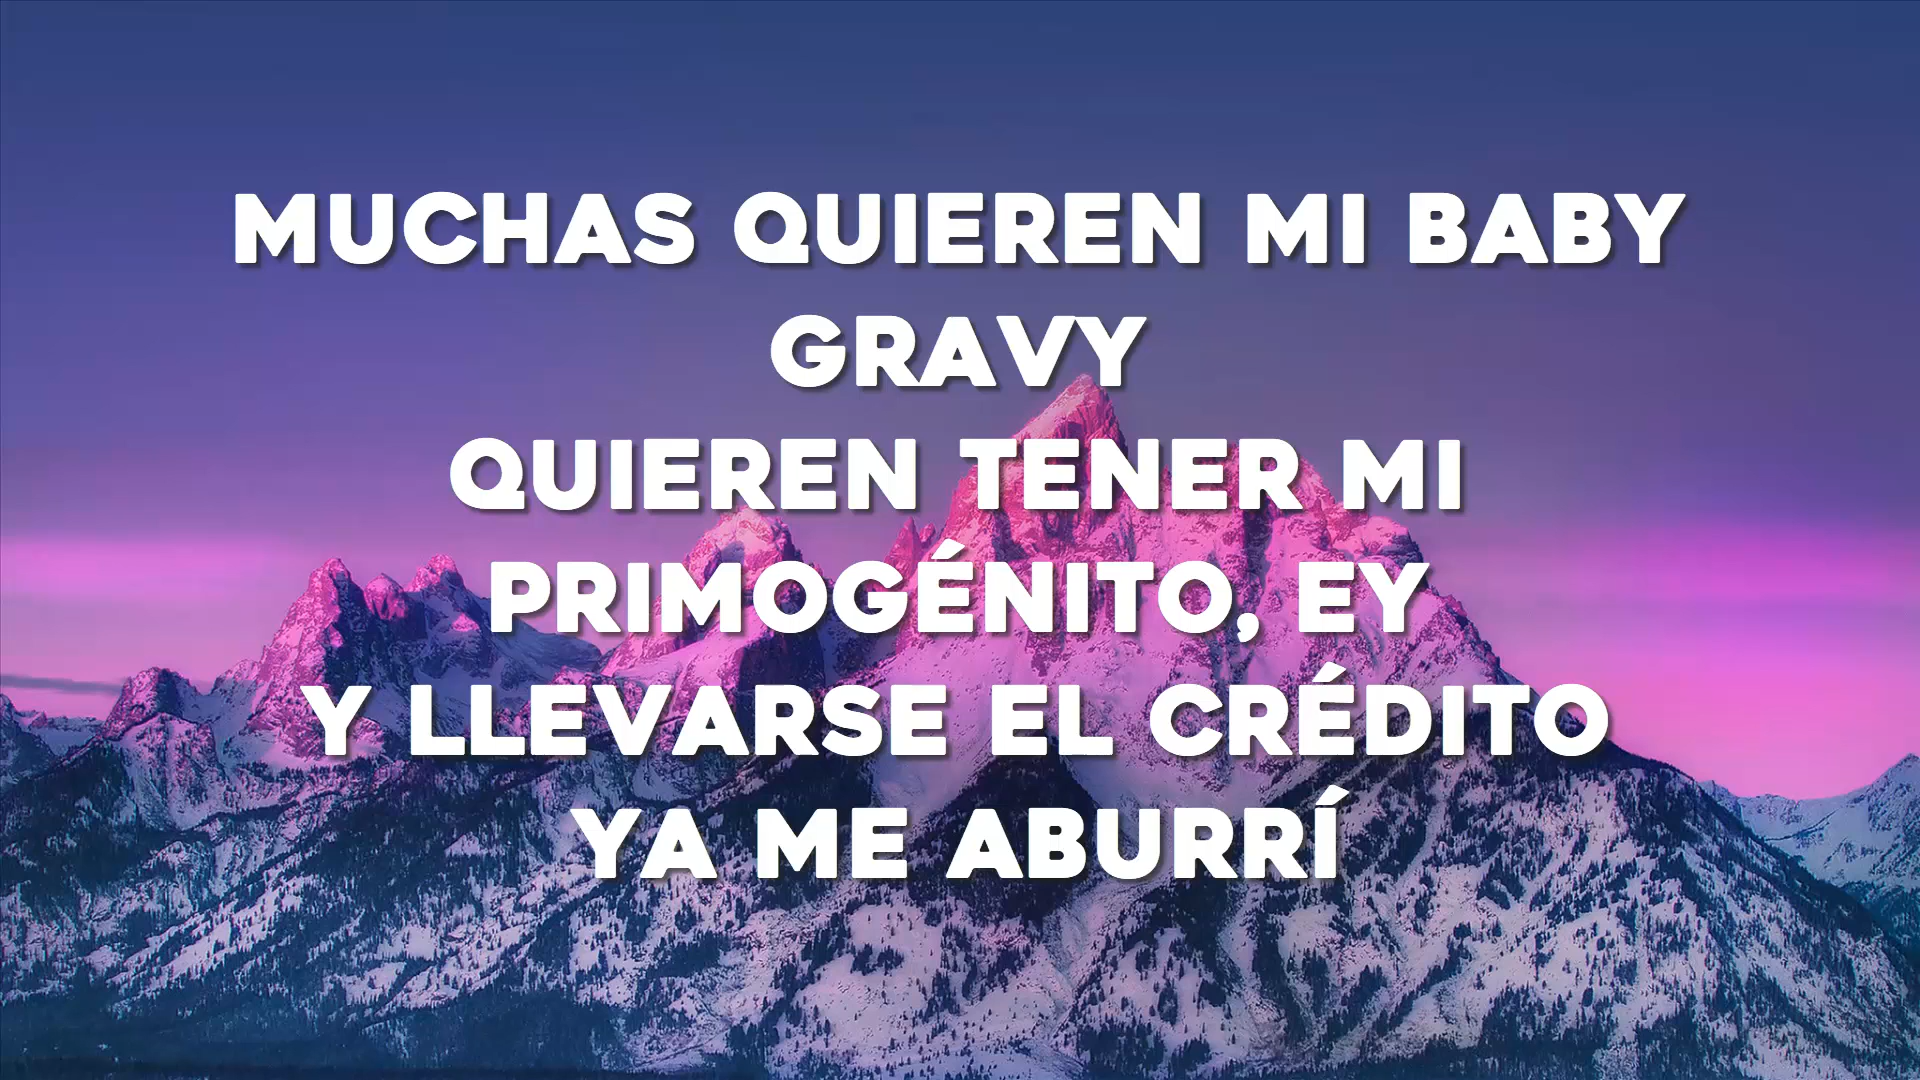 MUCHAS QUIEREN MI BABY
GRAVY
QUIEREN TENER MI
PRIMOGÉNITO, EY
Y LLEVARSE EL CRÉDITO
YA ME ABURRÍ